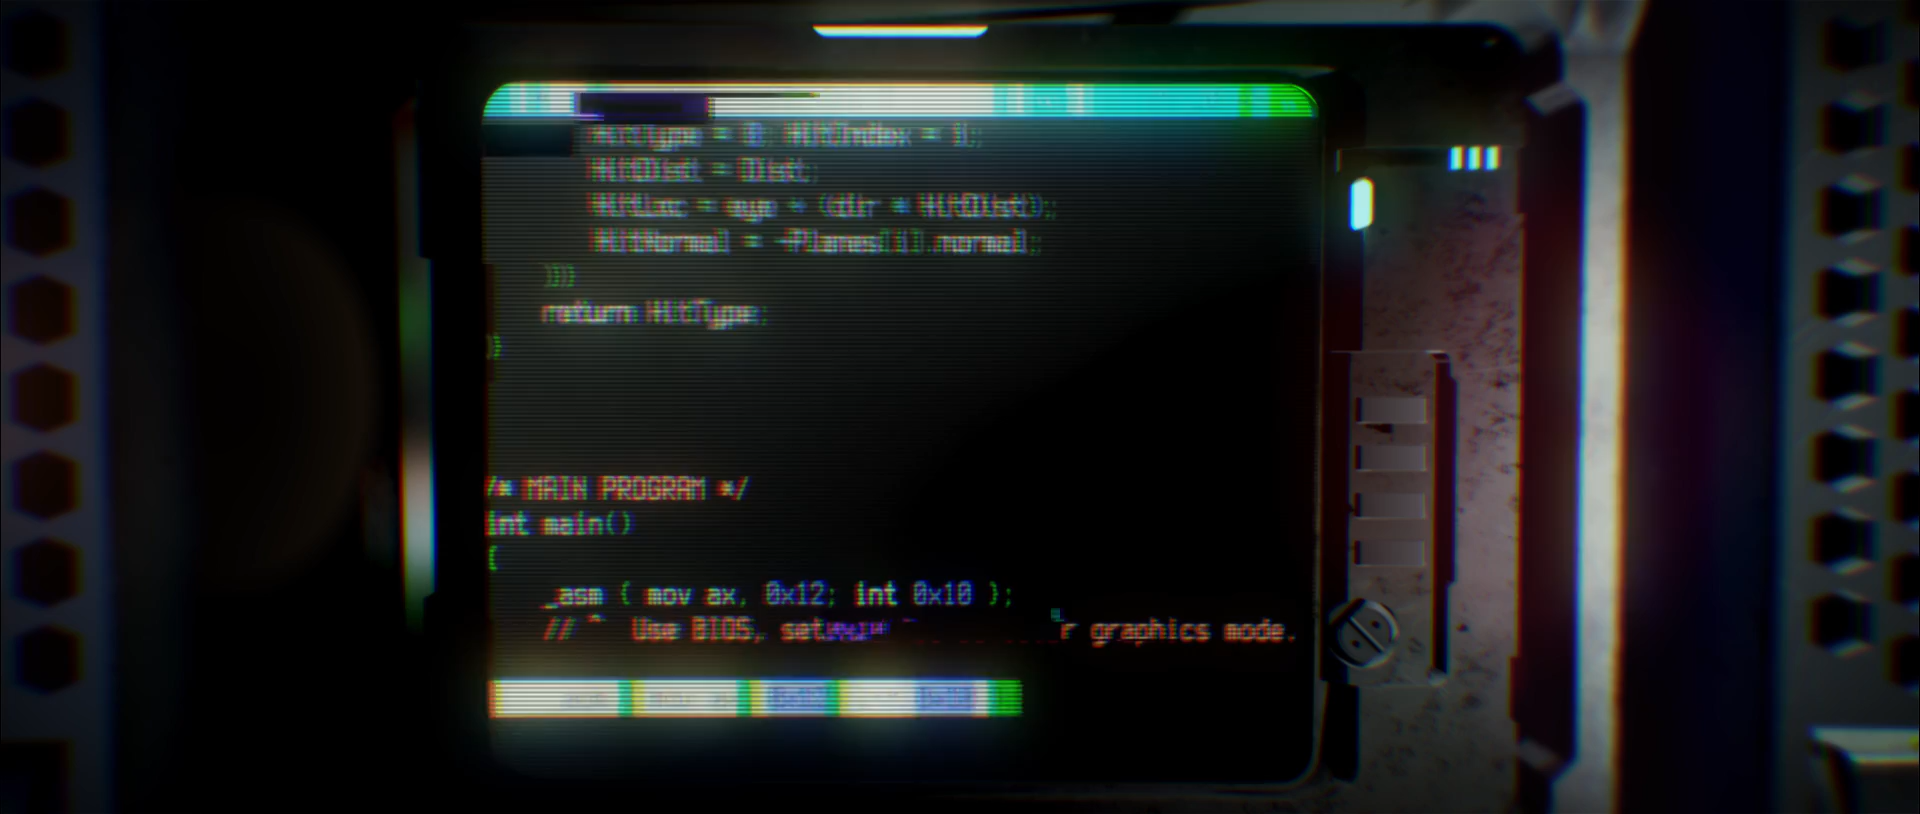 HitType = 0; HitIndex = i;
HitDist = Dist;
HitLoc = eye + (dir * HitDist);
HitNormal = -Planes[i].normal;
}}}
return HitType;
}
/* MAIN PROGRAM */
int main()
{
_asm { mov ax, 0x12; int 0x10 };
// Use BIOS, set r graphics mode.